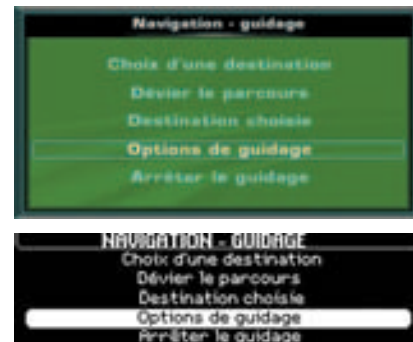 Navigation - guidage
Choix d'une destination
Dévier le parcours
Destination choisie
Options de guidage
Arrêter le guidage
NAVIGATION - GUIDAGE
Choix d'une destination
Dévier le parcours
Destination choisie
Options de guidage
Arrêter le guidage